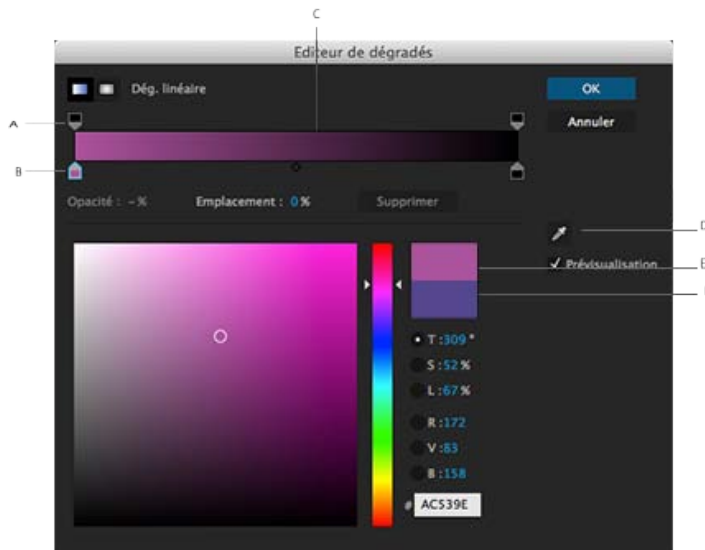 C
Editeur de dégradés
Dég. linéaire
OK
Annuler
A
B
Opacité : -%
Emplacement : 0%
Supprimer
D
E
Prévisualisation
T :309 °
S :52 %
L :67 %
R :172
V :83
B :158
# AC539E